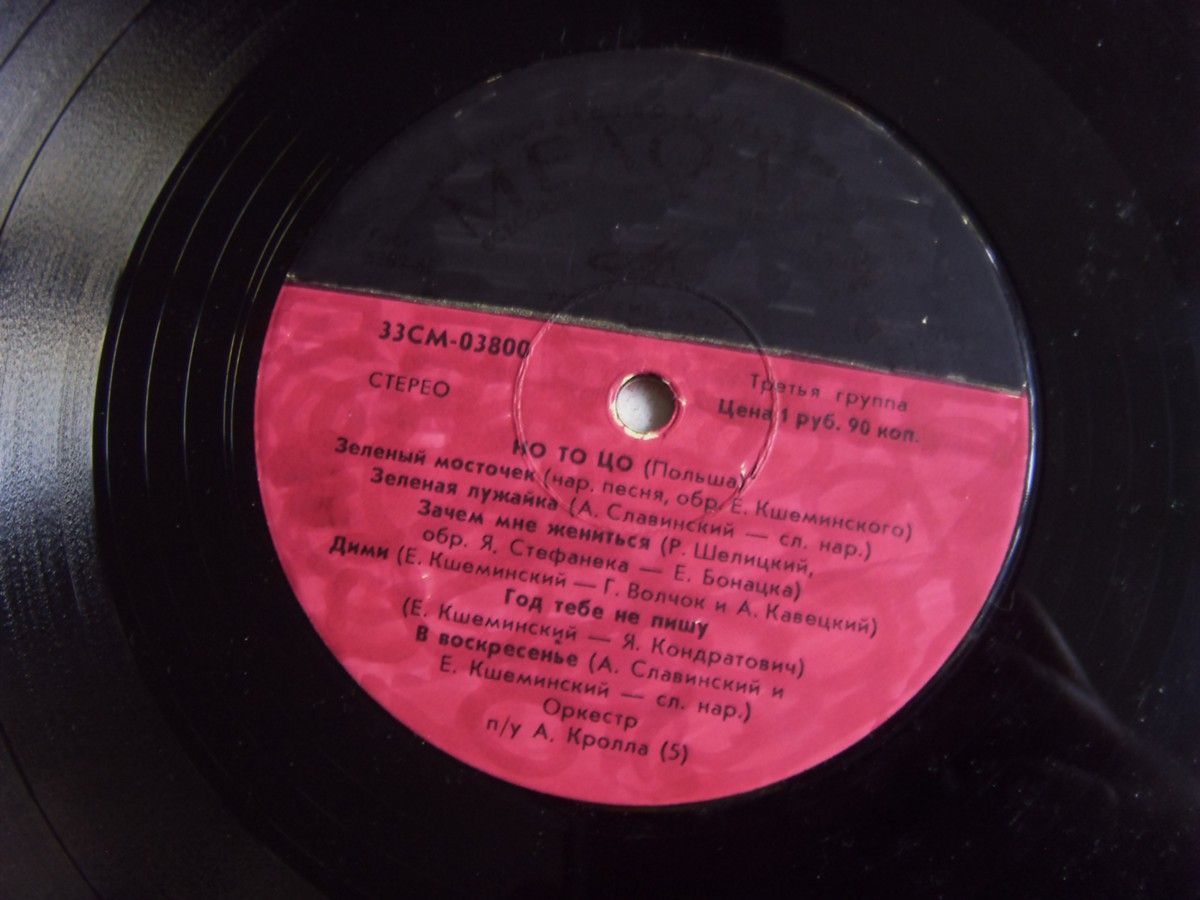 33СМ-03800
СТЕРЕО
Третья группа
Цена 1 руб. 90 коп.
НО ТО ЦО (Польша)
Зеленый мосточек (нар. песня, обр. Е. Кшеминского)
Зеленая лужайка (А. Славинский — сл. нар.)
Зачем мне жениться (Р. Шелицкий,
обр. Я. Стефанека — Е. Бонацка)
Дими (Е. Кшеминский — Г. Волчок и А. Кавецкий)
Год тебе не пишу
(Е. Кшеминский — Я. Кондратович)
В воскресенье (А. Славинский и
Е. Кшеминский — сл. нар.)
Оркестр
п/у А. Кролла (5)